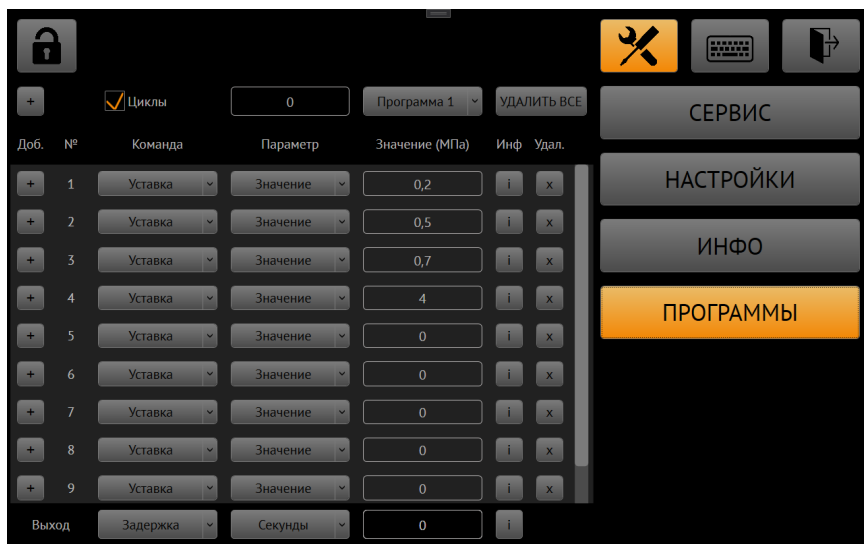 + Циклы 0 Программа 1 УДАЛИТЬ ВСЕ
Доб. № Команда Параметр Значение (МПа) Инф Удал.
+ 1 Уставка Значение 0,2 i x
+ 2 Уставка Значение 0,5 i x
+ 3 Уставка Значение 0,7 i x
+ 4 Уставка Значение 4 i x
+ 5 Уставка Значение 0 i x
+ 6 Уставка Значение 0 i x
+ 7 Уставка Значение 0 i x
+ 8 Уставка Значение 0 i x
+ 9 Уставка Значение 0 i x
Выход Задержка Секунды 0 i
СЕРВИС
НАСТРОЙКИ
ИНФО
ПРОГРАММЫ